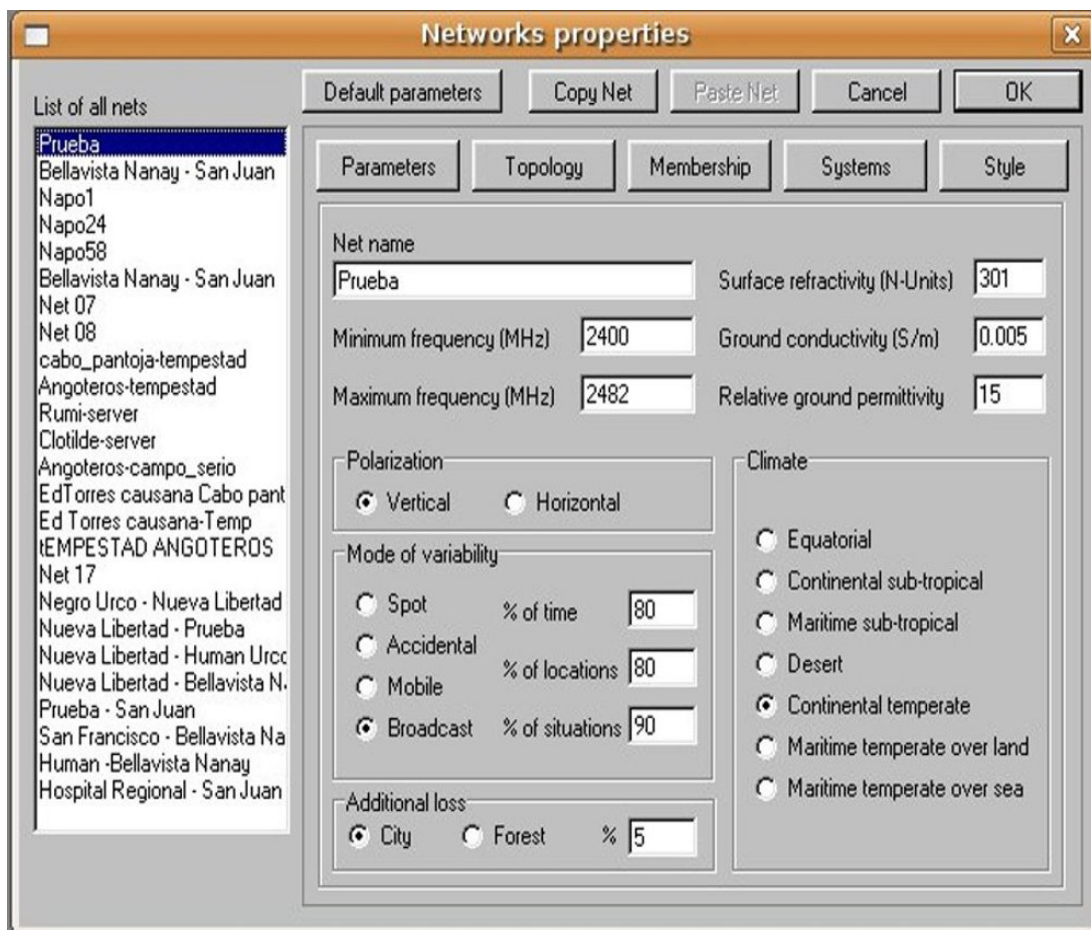 Networks properties
List of all nets
Prueba
Bellavista Nanay - San Juan
Napo1
Napo24
Napo58
Bellavista Nanay - San Juan
Net 07
Net 08
cabo_pantoja-tempestad
Angoteros-tempestad
Rumi-server
Clotilde-server
Angoteros-campo_serio
EdTorres causana Cabo pant
Ed Torres causana-Temp
tEMPESTAD ANGOTEROS
Net 17
Negro Urco - Nueva Libertad
Nueva Libertad - Prueba
Nueva Libertad - Human Urco
Nueva Libertad - Bellavista N
Prueba - San Juan
San Francisco - Bellavista Na
Human -Bellavista Nanay
Hospital Regional - San Juan
Default parameters
Copy Net
Paste Net
Cancel
OK
Parameters
Topology
Membership
Systems
Style
Net name
Prueba
Minimum frequency (MHz) 2400
Maximum frequency (MHz) 2482
Surface refractivity (N-Units) 301
Ground conductivity (S/m) 0.005
Relative ground permittivity 15
Polarization
Vertical
Horizontal
Mode of variability
Spot
Accidental
Mobile
Broadcast
% of time 80
% of locations 80
% of situations 90
Additional loss
City
Forest
% 5
Climate
Equatorial
Continental sub-tropical
Maritime sub-tropical
Desert
Continental temperate
Maritime temperate over land
Maritime temperate over sea